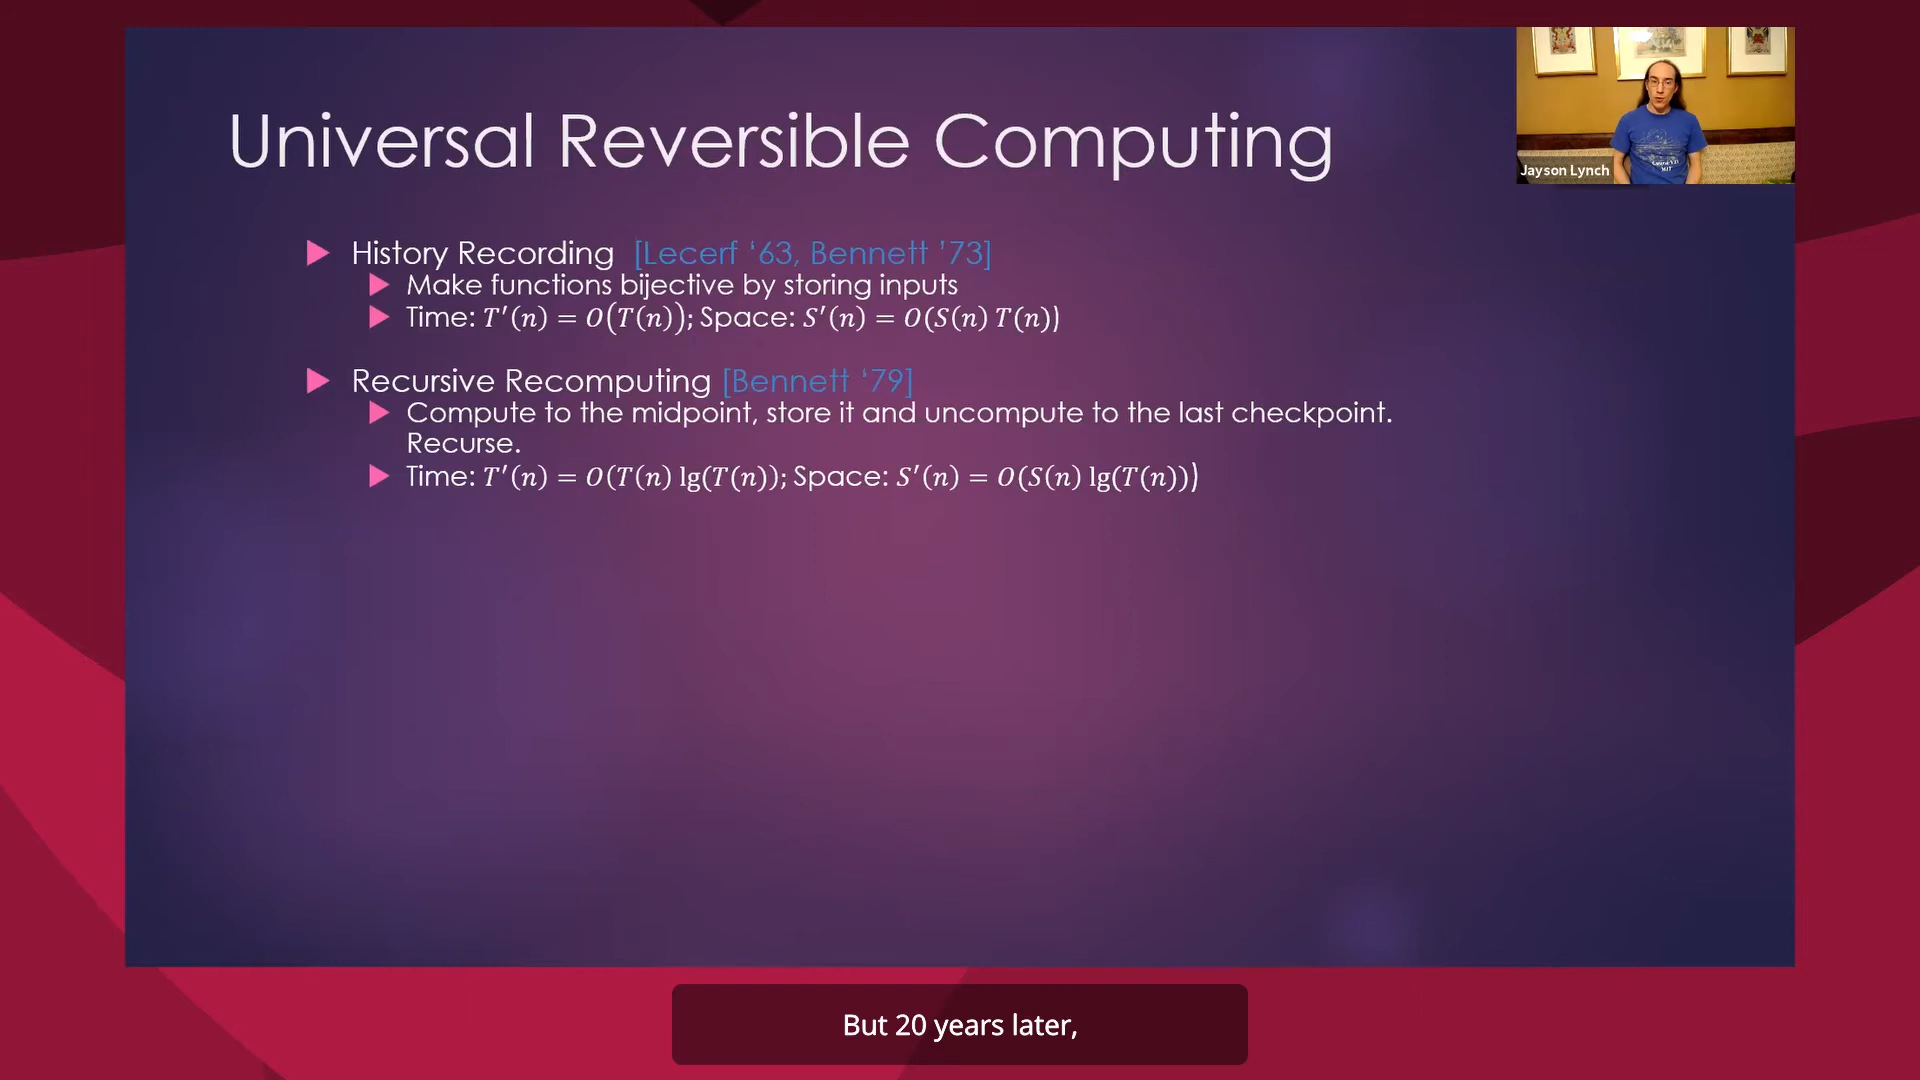 Universal Reversible Computing
Jayson Lynch
History Recording [Lecerf ‘63, Bennett ’73]
Make functions bijective by storing inputs
Time: T′(n) = O(T(n)); Space: S′(n) = O(S(n) T(n))
Recursive Recomputing [Bennett ‘79]
Compute to the midpoint, store it and uncompute to the last checkpoint.
Recurse.
Time: T′(n) = O(T(n) lg(T(n)); Space: S′(n) = O(S(n) lg(T(n)))
But 20 years later,